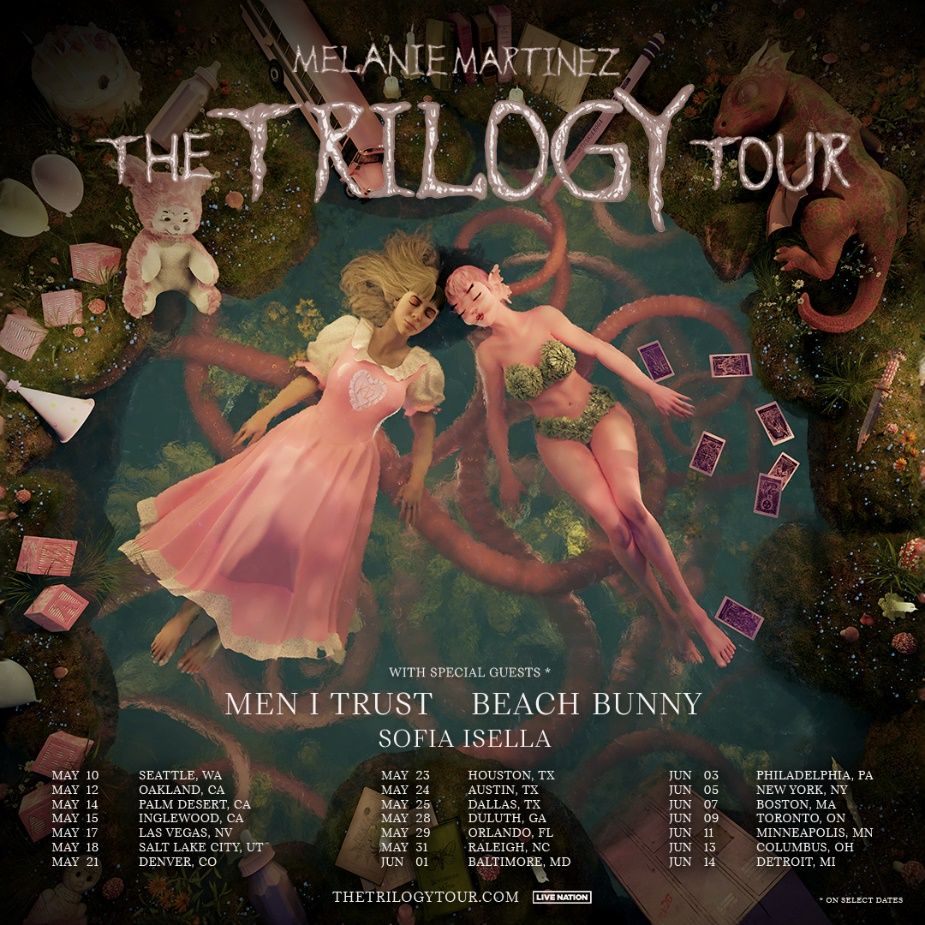 MELANIE MARTINEZ
THE TRILOGY TOUR
WITH SPECIAL GUESTS *
MEN I TRUST BEACH BUNNY
SOFIA ISELLA
MAY 10 SEATTLE, WA
MAY 12 OAKLAND, CA
MAY 14 PALM DESERT, CA
MAY 15 INGLEWOOD, CA
MAY 17 LAS VEGAS, NV
MAY 18 SALT LAKE CITY, UT
MAY 21 DENVER, CO
MAY 23 HOUSTON, TX
MAY 24 AUSTIN, TX
MAY 25 DALLAS, TX
MAY 28 DULUTH, GA
MAY 29 ORLANDO, FL
MAY 31 RALEIGH, NC
JUN 01 BALTIMORE, MD
JUN 03 PHILADELPHIA, PA
JUN 05 NEW YORK, NY
JUN 07 BOSTON, MA
JUN 09 TORONTO, ON
JUN 11 MINNEAPOLIS, MN
JUN 13 COLUMBUS, OH
JUN 14 DETROIT, MI
THETRILOGYTOUR.COM LIVE NATION
* ON SELECT DATES